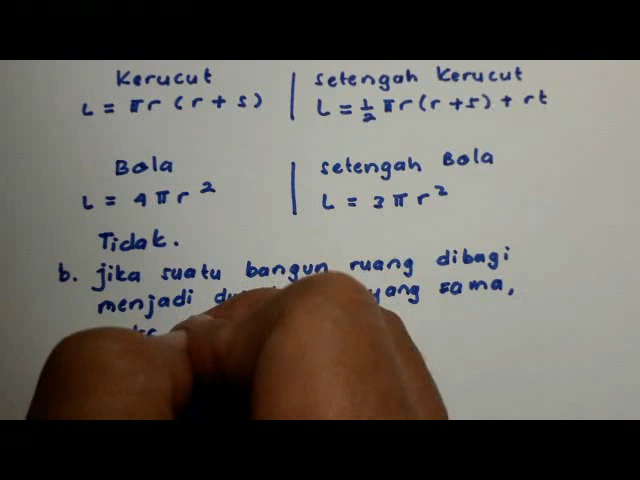 Kerucut | setengah Kerucut
L = πr (r + s) | L = 1/2 πr(r+s) + rt
Bola | setengah Bola
L = 4πr² | L = 3πr²
Tidak.
b. jika suatu bangun ruang dibagi
menjadi yang sama,